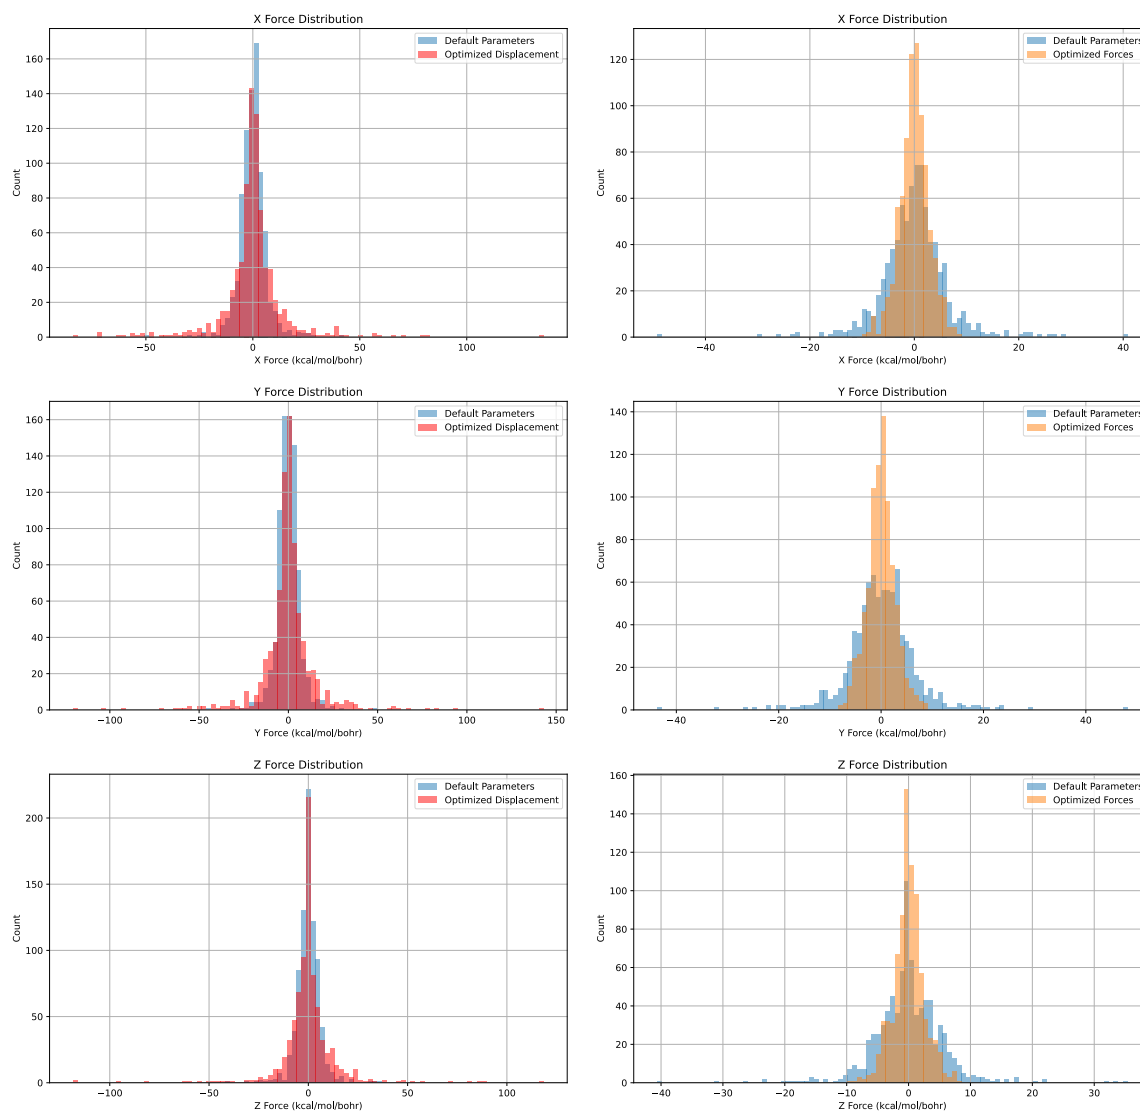 X Force Distribution
Default Parameters
Optimized Displacement
Count
160
140
120
100
80
60
40
20
0
−50
0
50
100
X Force (kcal/mol/bohr)
X Force Distribution
Default Parameters
Optimized Forces
Count
120
100
80
60
40
20
0
−40
−20
0
20
40
X Force (kcal/mol/bohr)
Y Force Distribution
Default Parameters
Optimized Displacement
Count
160
140
120
100
80
60
40
20
0
−100
−50
0
50
100
150
Y Force (kcal/mol/bohr)
Y Force Distribution
Default Parameters
Optimized Forces
Count
140
120
100
80
60
40
20
0
−40
−20
0
20
40
Y Force (kcal/mol/bohr)
Z Force Distribution
Default Parameters
Optimized Displacement
Count
200
150
100
50
0
−100
−50
0
50
100
Z Force (kcal/mol/bohr)
Z Force Distribution
Default Parameters
Optimized Forces
Count
160
140
120
100
80
60
40
20
0
−40
−30
−20
−10
0
10
20
30
Z Force (kcal/mol/bohr)